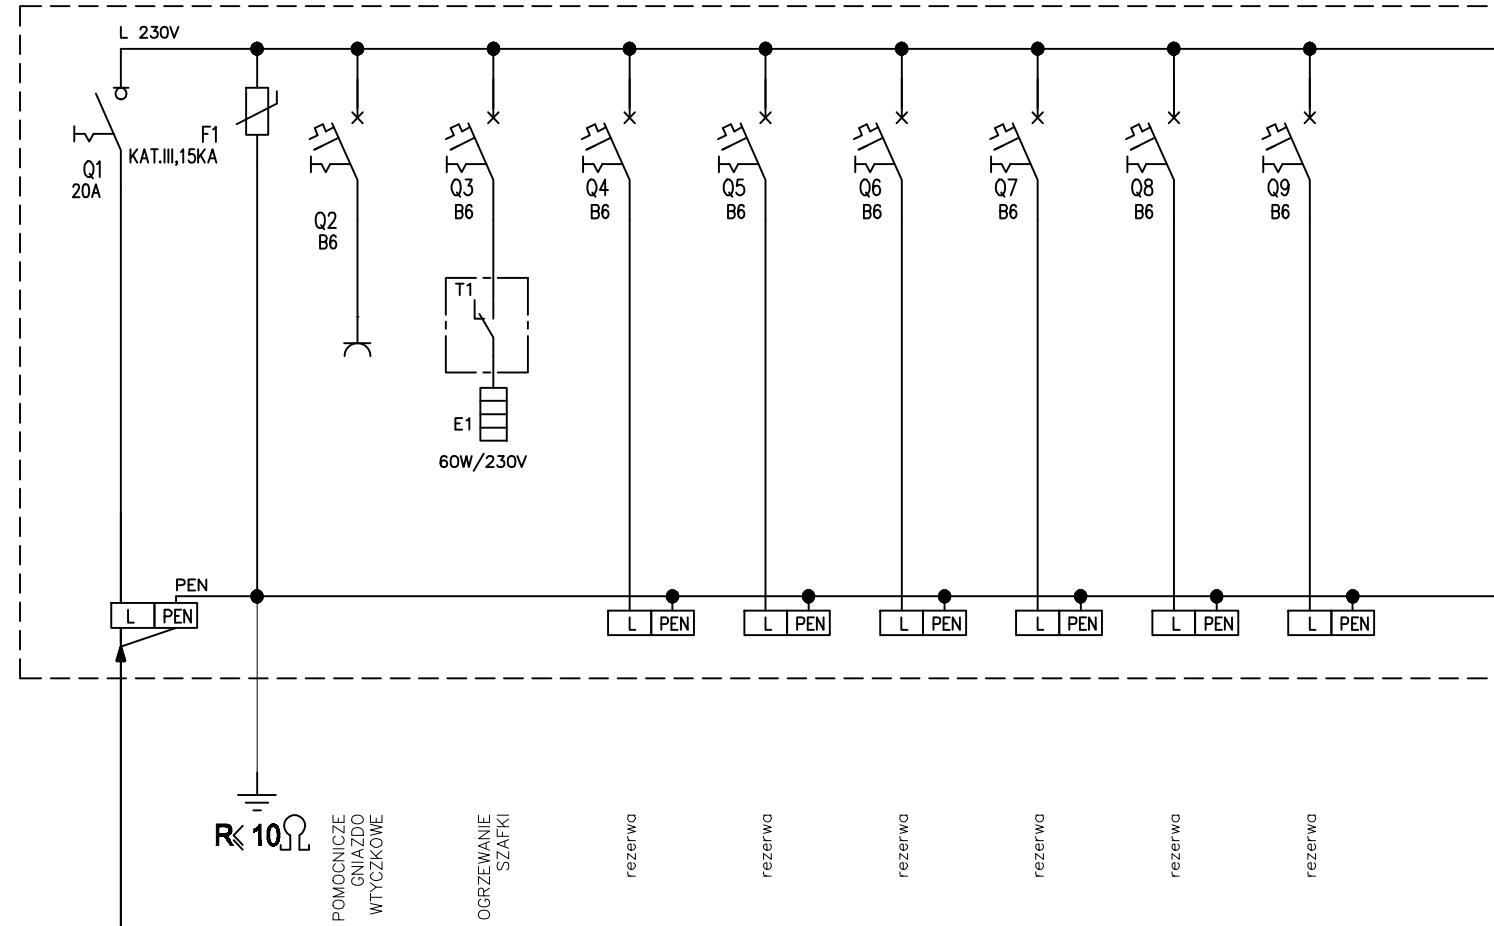 L 230V
F1
KAT.III,15KA
Q1
20A
Q2
B6
Q3
B6
Q4
B6
Q5
B6
Q6
B6
Q7
B6
Q8
B6
Q9
B6
T1
E1
60W/230V
PEN
L PEN
L PEN
L PEN
L PEN
L PEN
L PEN
L PEN
R⩽ 10Ω
POMOCNICZE
GNIAZDO
WTYCZKOWE
OGRZEWANIE
SZAFKI
rezerwa
rezerwa
rezerwa
rezerwa
rezerwa
rezerwa